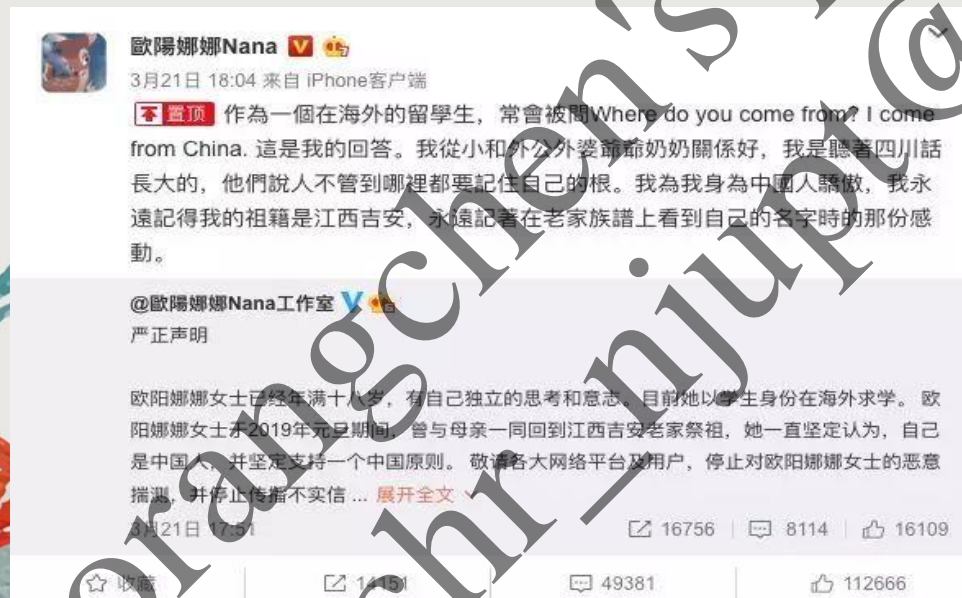 歐陽娜娜Nana
3月21日 18:04 來自 iPhone客户端
置顶 作為一個在海外的留學生，常會被問Where do you come from? I come
from China. 這是我的回答。我從小和外公外婆爺爺奶奶關係好，我是聽著四川話
長大的，他們說人不管到哪裡都要記住自己的根。我為我身為中國人驕傲，我永
遠記得我的祖籍是江西吉安，永遠記著在老家族譜上看到自己的名字時的那份感
動。
@歐陽娜娜Nana工作室
严正声明
欧阳娜娜女士已经年满十八岁，有自己独立的思考和意志。目前她以学生身份在海外求学。 欧
阳娜娜女士于2019年元旦期间，曾与母亲一同回到江西吉安老家祭祖，她一直坚定认为，自己
是中国人，并坚定支持一个中国原则。 敬请各大网络平台及用户，停止对欧阳娜娜女士的恶意
揣测，并停止传播不实信 ... 展开全文
3月21日 17:51 16756 8114 16109
收藏 14151 49381 112666
orangchen's
hr_njupt@